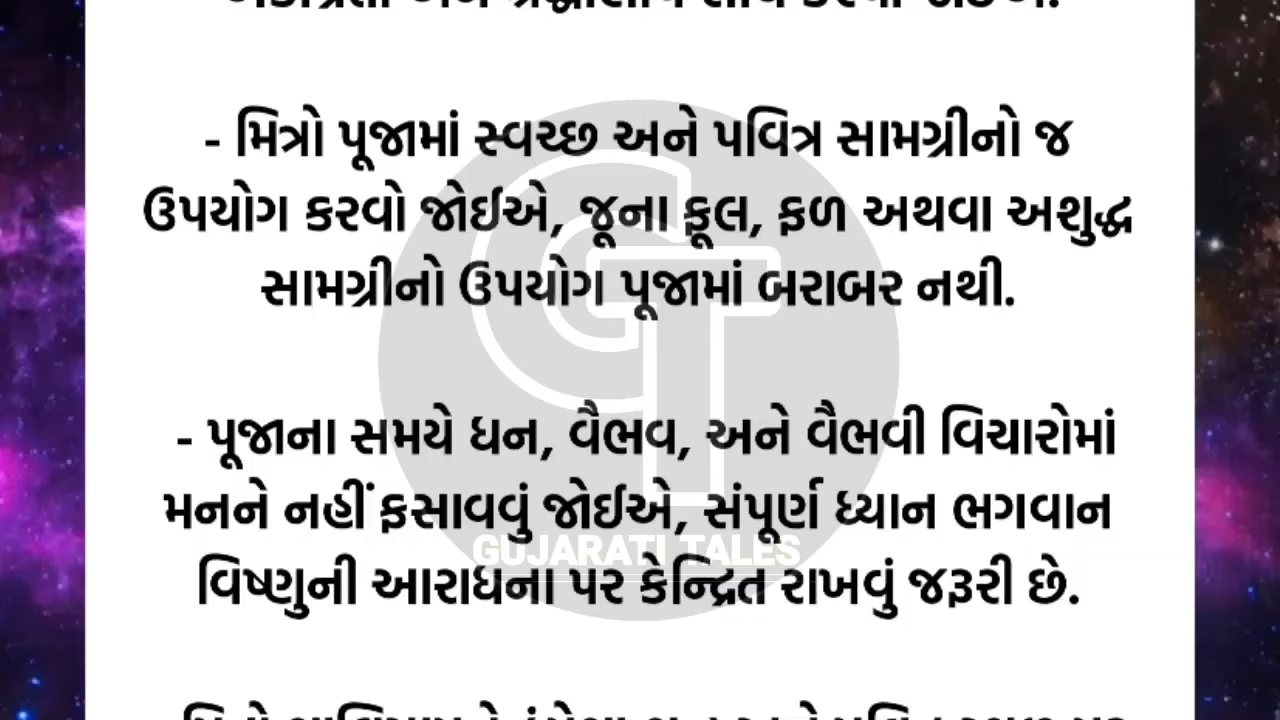 - મિત્રો પૂજામાં સ્વચ્છ અને પવિત્ર સામગ્રીનો જ
ઉપયોગ કરવો જોઈએ, જૂના ફૂલ, ફળ અથવા અશુદ્ધ
સામગ્રીનો ઉપયોગ પૂજામાં બરાબર નથી.
- પૂજાના સમયે ધન, વૈભવ, અને વૈભવી વિચારોમાં
મનને નહીં ફસાવવું જોઈએ, સંપૂર્ણ ધ્યાન ભગવાન
GUJARATI TALES
વિષ્ણુની આરાધના પર કેન્દ્રિત રાખવું જરૂરી છે.